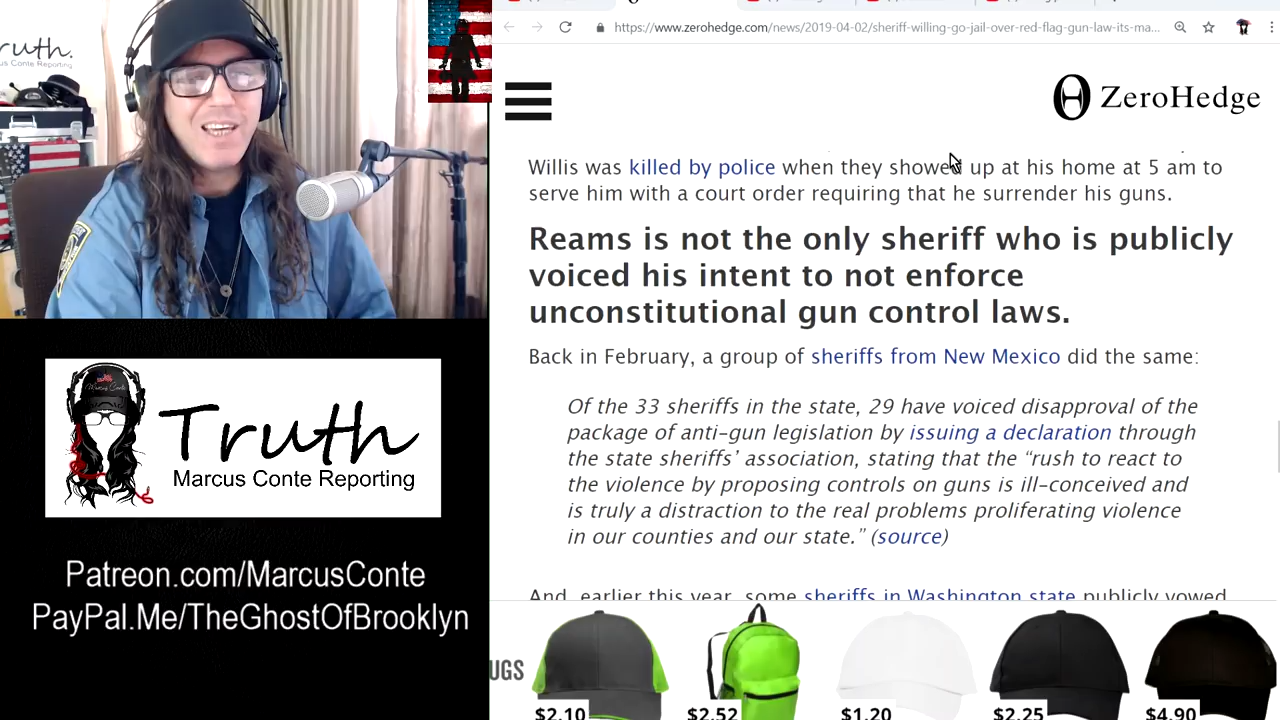 ruth.
Conte Reporting
https://www.zerohedge.com/news/2019-04-02/sheriff-willing-go-jail-over-red-flag-gun-law-its-ma...
ZeroHedge
Willis was killed by police when they showed up at his home at 5 am to
serve him with a court order requiring that he surrender his guns.
Reams is not the only sheriff who is publicly
voiced his intent to not enforce
unconstitutional gun control laws.
Back in February, a group of sheriffs from New Mexico did the same:
Of the 33 sheriffs in the state, 29 have voiced disapproval of the
package of anti-gun legislation by issuing a declaration through
the state sheriffs’ association, stating that the “rush to react to
the violence by proposing controls on guns is ill-conceived and
is truly a distraction to the real problems proliferating violence
in our counties and our state.” (source)
And, earlier this year, some sheriffs in Washington state publicly vowed
Truth
Marcus Conte Reporting
Patreon.com/MarcusConte
PayPal.Me/TheGhostOfBrooklyn
UGS
$2.10
$2.52
$1.20
$2.25
$4.90